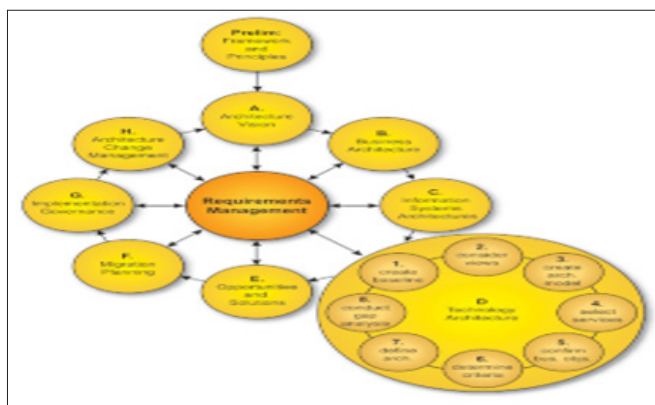 Prelim:
Framework
and
Principles
A.
Architecture
Vision
H.
Architecture
Change
Management
B.
Business
Architecture
G.
Implementation
Governance
Requirements
Management
C.
Information
Systems
Architectures
F.
Migration
Planning
E.
Opportunities
and
Solutions
D
Technology
Architecture
1.
create
baseline
2.
consider
views
3.
create
arch.
model
4.
select
services
5.
confirm
bus. objs.
6.
determine
criteria
7.
define
arch.
conduct
gap
analysis